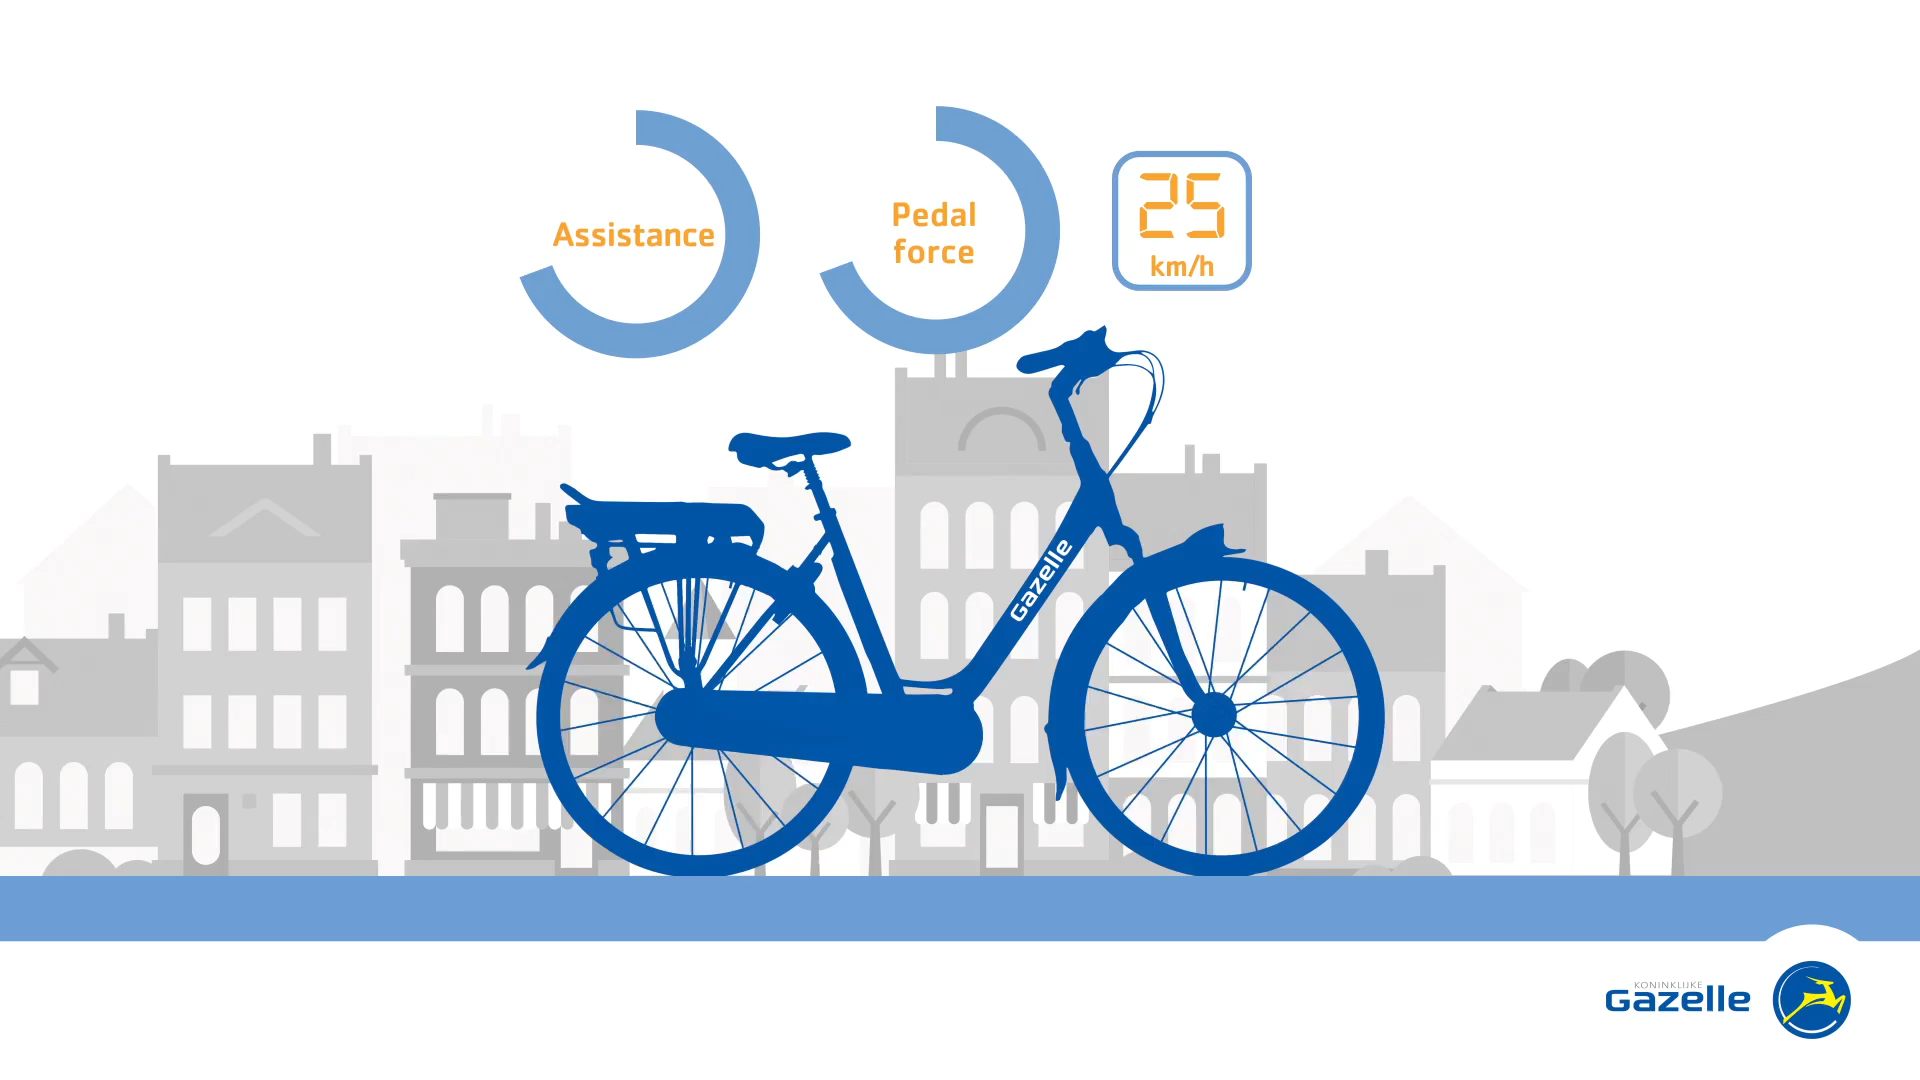 Assistance
Pedal
force
25
km/h
Gazelle
KONINKLIJKE
Gazelle